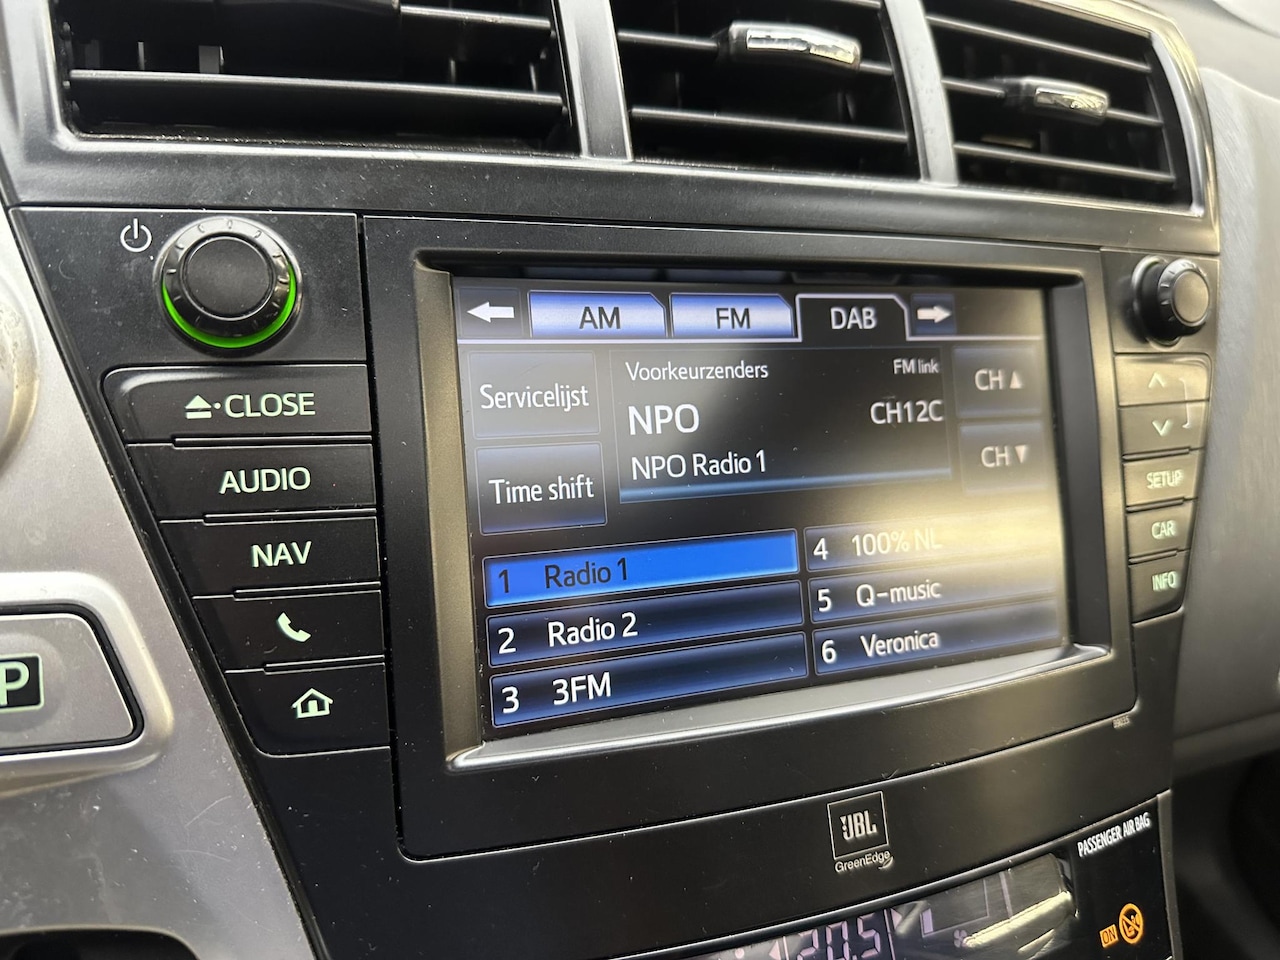 AM FM DAB
Servicelijst
Voorkeurzenders FM link
CH▲
NPO CH12C
NPO Radio 1
Time shift
CH▼
1 Radio 1
2 Radio 2
3 3FM
4 100% NL
5 Q-music
6 Veronica
CLOSE
AUDIO
NAV
P
SETUP
CAR
INFO
JBL
GreenEdge
PASSENGER AIR BAG
ON
20.5